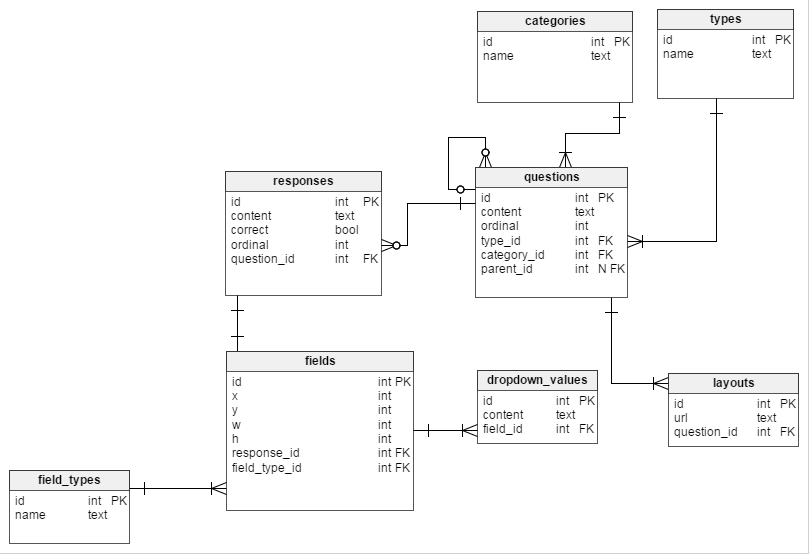 categories
id int PK
name text
types
id int PK
name text
responses
id int PK
content text
correct bool
ordinal int
question_id int FK
questions
id int PK
content text
ordinal int
type_id int FK
category_id int FK
parent_id int N FK
fields
id int PK
x int
y int
w int
h int
response_id int FK
field_type_id int FK
dropdown_values
id int PK
content text
field_id int FK
layouts
id int PK
url text
question_id int FK
field_types
id int PK
name text